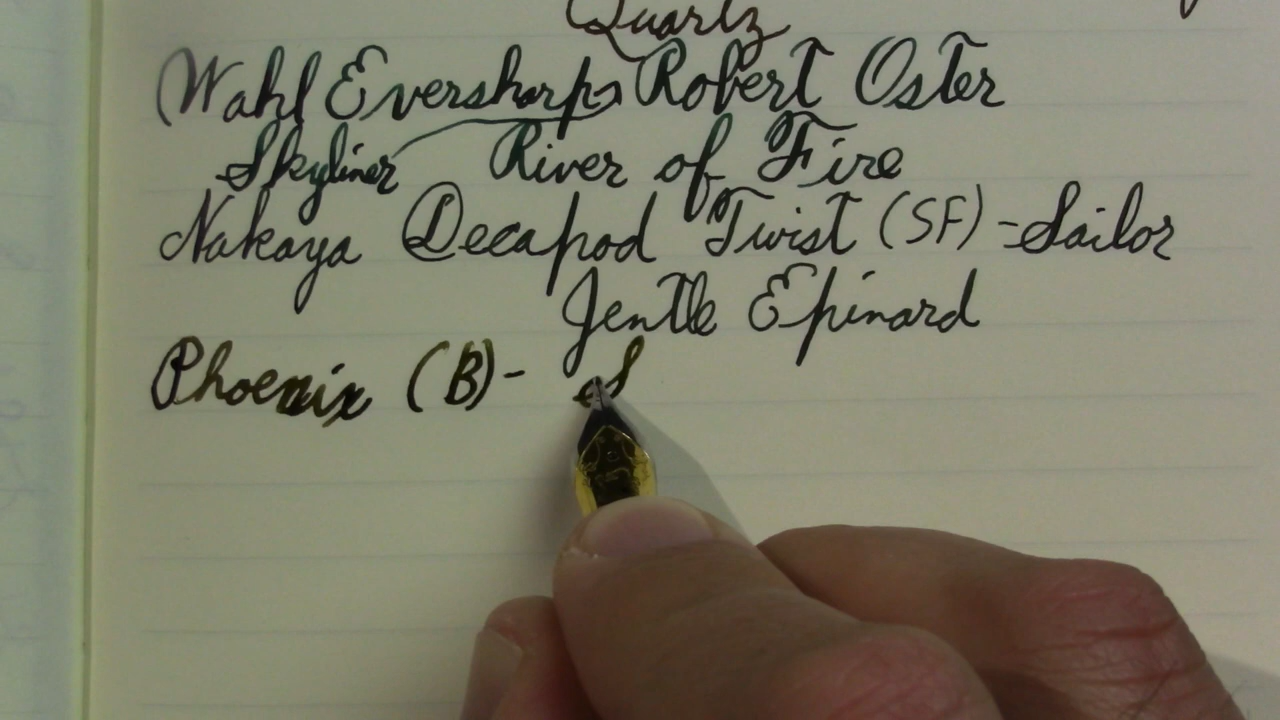 Quartz
Wahl Eversharp Robert Oster
Skyliner River of Fire
Nakaya Decapod Twist (SF) - Sailor
Jentle Epinard
Phoenix (B) - S